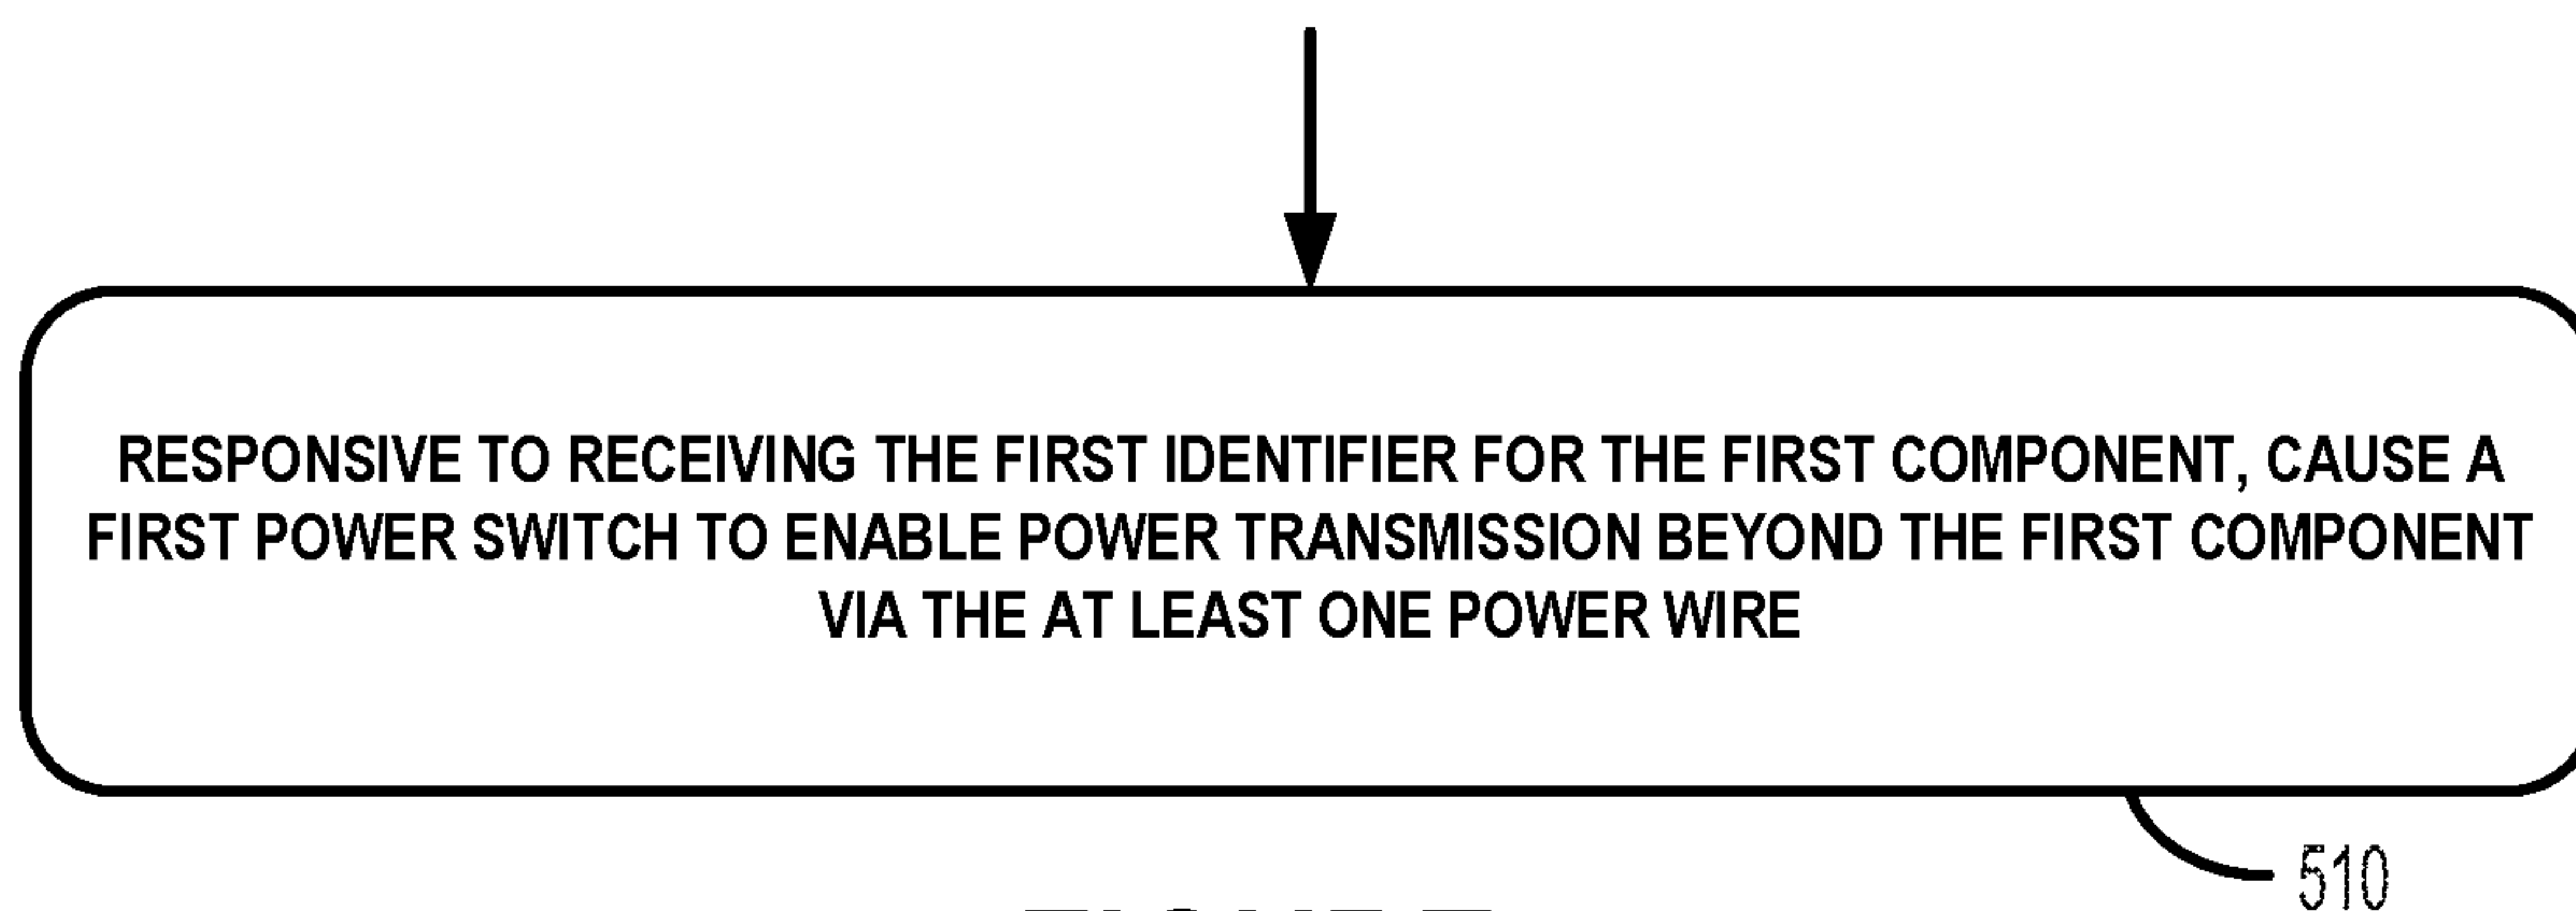 RESPONSIVE TO RECEIVING THE FIRST IDENTIFIER FOR THE FIRST COMPONENT, CAUSE A
FIRST POWER SWITCH TO ENABLE POWER TRANSMISSION BEYOND THE FIRST COMPONENT
VIA THE AT LEAST ONE POWER WIRE
510